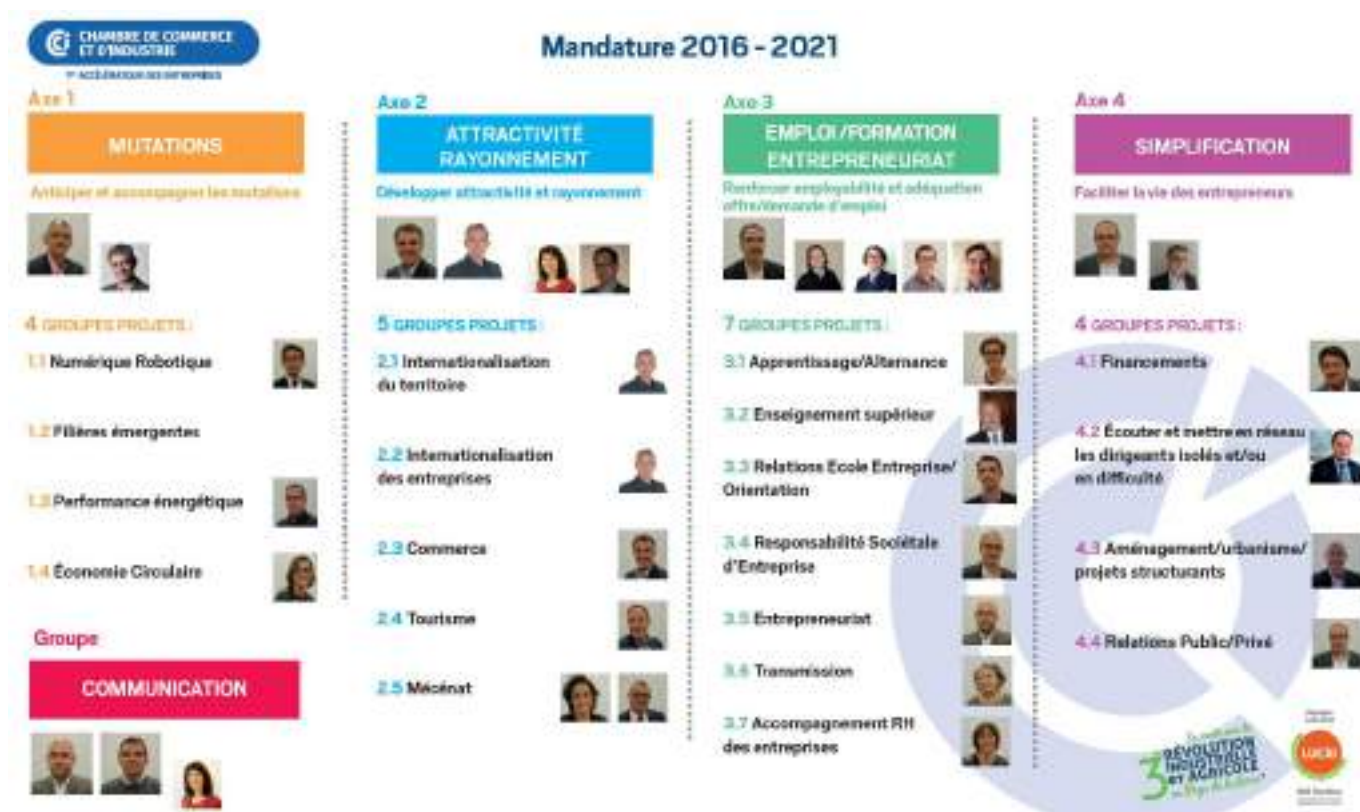 CCI CHAMBRE DE COMMERCE
ET D'INDUSTRIE
Mandature 2016 - 2021
Axe 1
MUTATIONS
Anticiper et accompagner les mutations
4 GROUPES PROJETS :
1.1 Numérique Robotique
1.2 Filières émergentes
1.3 Performance énergétique
1.4 Économie Circulaire
Groupe
COMMUNICATION
Axe 2
ATTRACTIVITÉ
RAYONNEMENT
Développer attractivité et rayonnement
5 GROUPES PROJETS :
2.1 Internationalisation
du territoire
2.2 Internationalisation
des entreprises
2.3 Commerce
2.4 Tourisme
2.5 Mécénat
Axe 3
EMPLOI/FORMATION
ENTREPRENEURIAT
Renforcer employabilité et adéquation
offre/demande d'emploi
7 GROUPES PROJETS :
3.1 Apprentissage/Alternance
3.2 Enseignement supérieur
3.3 Relations Ecole Entreprise/
Orientation
3.4 Responsabilité Sociétale
d'Entreprise
3.5 Entrepreneuriat
3.6 Transmission
3.7 Accompagnement RH
des entreprises
Axe 4
SIMPLIFICATION
Faciliter la vie des entrepreneurs
4 GROUPES PROJETS :
4.1 Financements
4.2 Écouter et mettre en réseau
les dirigeants isolés et/ou
en difficulté
4.3 Aménagement/urbanisme/
projets structurants
4.4 Relations Public/Privé
3
RÉVOLUTION
INDUSTRIELLE
et AGRICOLE
LUCIE